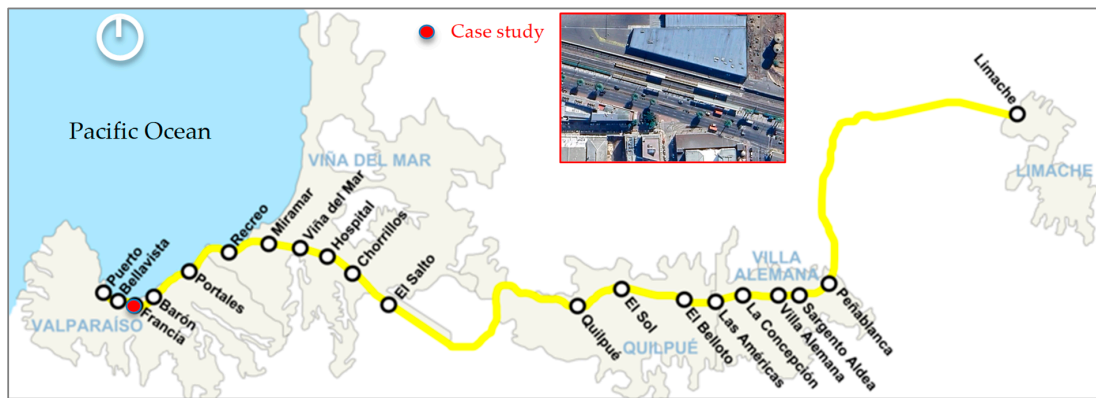 Case study
Pacific Ocean
VIÑA DEL MAR
Limache
LIMACHE
Puerto
Bellavista
Francia
Barón
Portales
Recreo
Miramar
Viña del Mar
Hospital
Chorrillos
El Salto
VALPARAÍSO
Quilpué
El Sol
QUILPUÉ
El Belloto
Las Américas
La Concepción
VILLA
ALEMANA
Villa Alemana
Sargento Aldea
Peñablanca